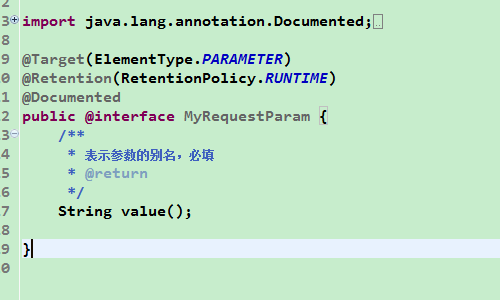 2
3 import java.lang.annotation.Documented;
8
9 @Target(ElementType.PARAMETER)
0 @Retention(RetentionPolicy.RUNTIME)
1 @Documented
2 public @interface MyRequestParam {
3 /**
4 * 表示参数的别名，必填
5 * @return
6 */
7 String value();
8
9 }
0